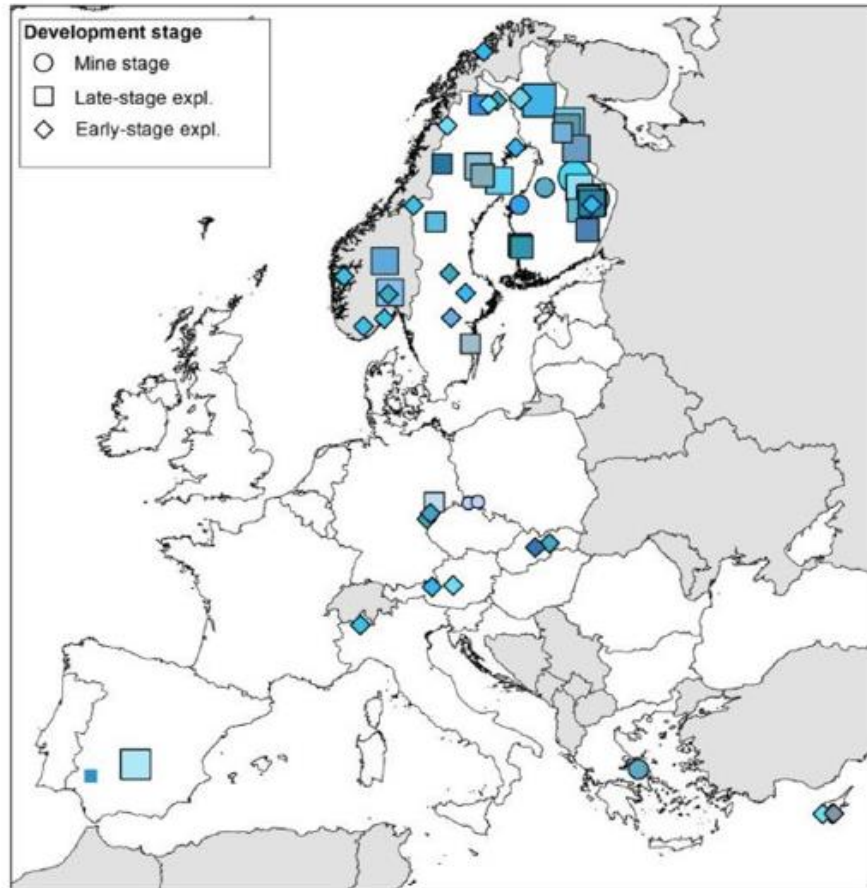 Development stage
Mine stage
Late-stage expl.
Early-stage expl.